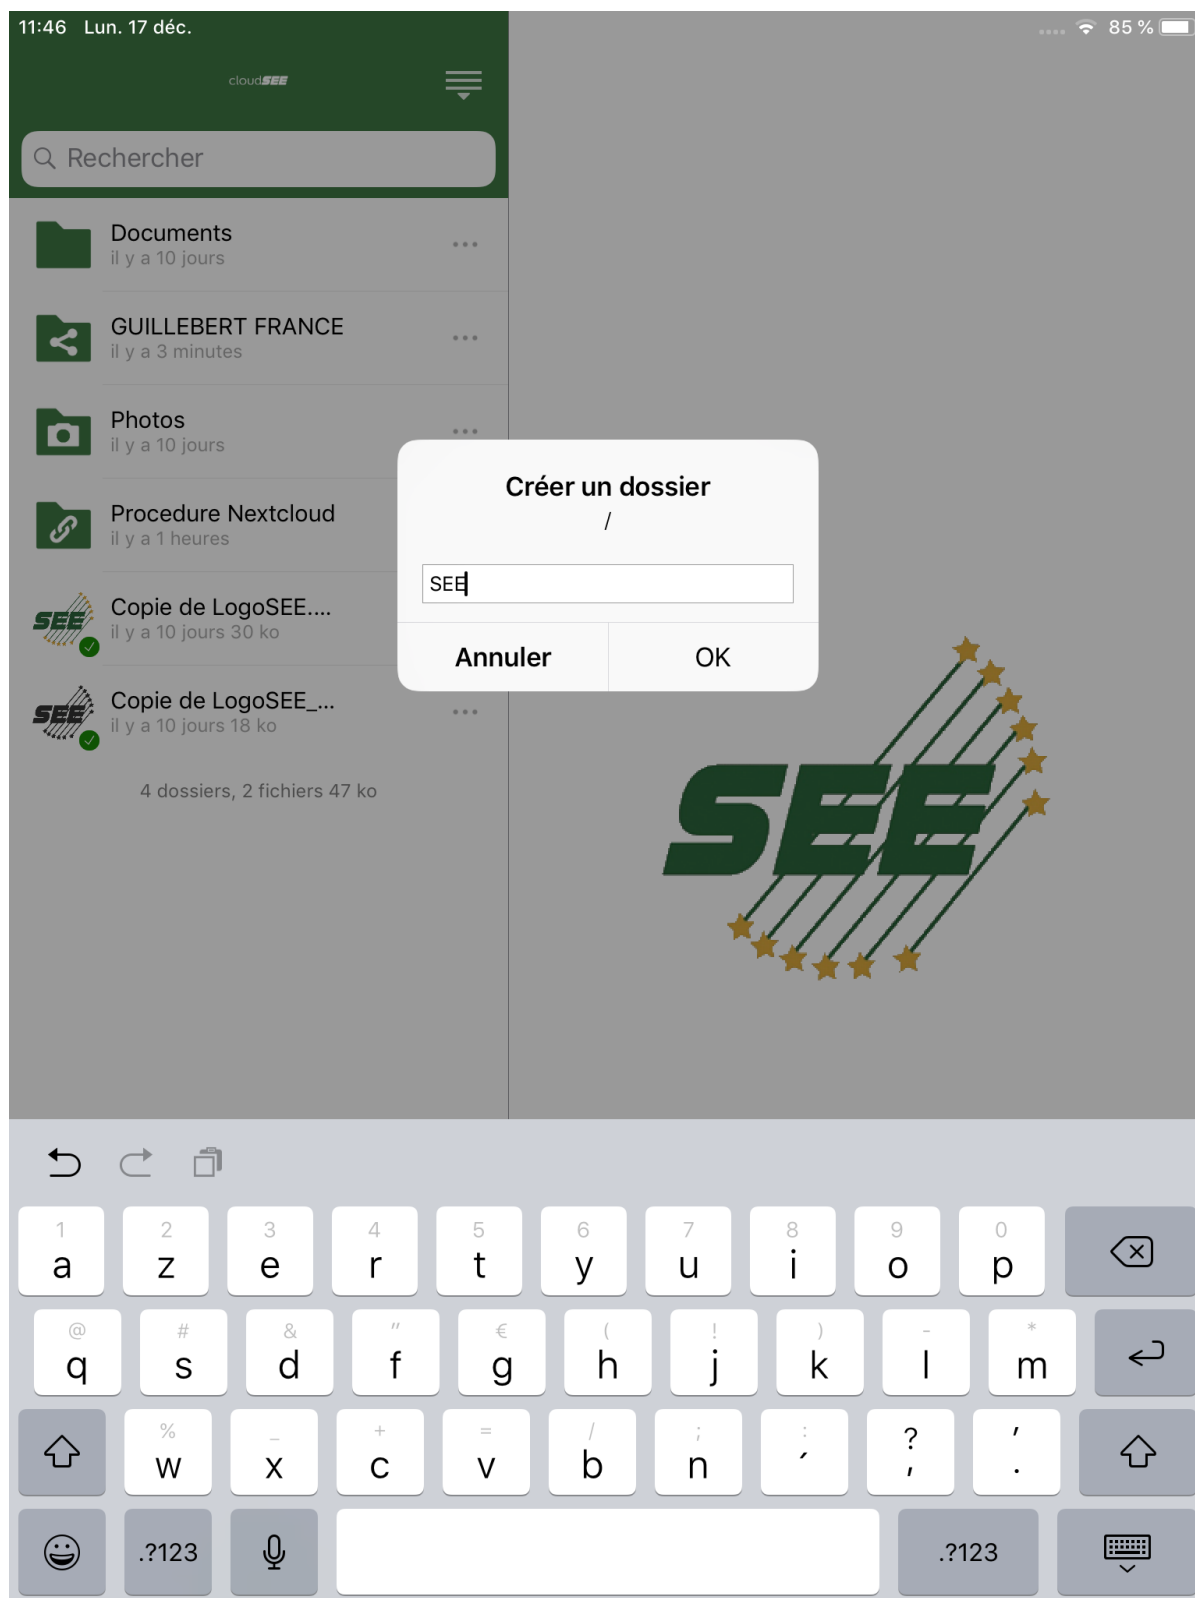 11:46 Lun. 17 déc.
85 %
cloudSEE
Rechercher
Documents
il y a 10 jours
GUILLEBERT FRANCE
il y a 3 minutes
Photos
il y a 10 jours
Procedure Nextcloud
il y a 1 heures
Copie de LogoSEE....
il y a 10 jours 30 ko
Copie de LogoSEE_...
il y a 10 jours 18 ko
4 dossiers, 2 fichiers 47 ko
Créer un dossier
/
SEE
Annuler OK
SEE
1 2 3 4 5 6 7 8 9 0
a z e r t y u i o p
@ # & " € ( ! ) - *
q s d f g h j k l m
% _ + = / ; : ? '
w x c v b n ´ , .
.?123 .?123